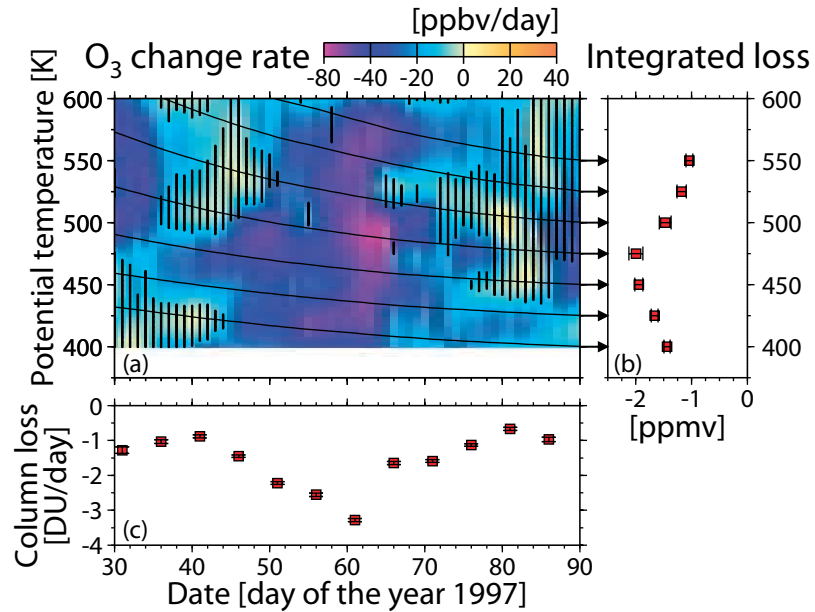 [ppbv/day]
O3 change rate
Integrated loss
-80 -40 -20 0 20 40
Potential temperature [K]
600
550
500
450
400
(a)
600
550
500
450
400
(b)
-2 -1 0
[ppmv]
Column loss
[DU/day]
0
-1
-2
-3
-4
(c)
30 40 50 60 70 80 90
Date [day of the year 1997]